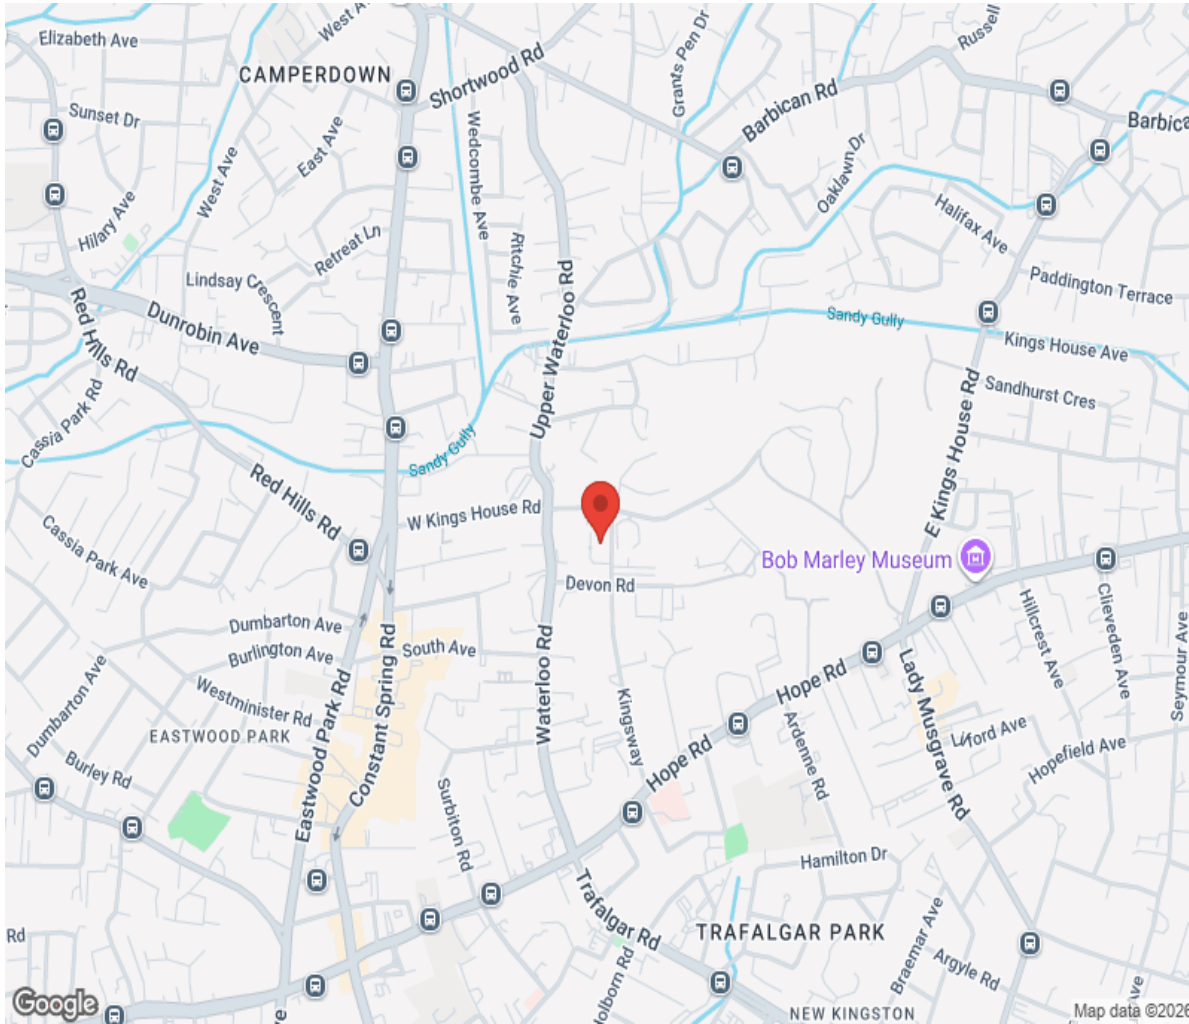 Elizabeth Ave
West A
CAMPERDOWN
Shortwood Rd
Grants Pen Dr
Russell
Sunset Dr
East Ave
Wedcombe Ave
Barbican Rd
Barbica
West Ave
Oaklawn Dr
Hilary Ave
Retreat Ln
Ritchie Ave
Halifax Ave
Lindsay Crescent
Upper Waterloo Rd
Paddington Terrace
Red Hills Rd
Dunrobin Ave
Sandy Gully
Kings House Ave
Cassia Park Rd
Sandhurst Cres
Sandy Gully
E Kings House Rd
Red Hills Rd
W Kings House Rd
Cassia Park Ave
Bob Marley Museum
Devon Rd
Hillcrest Ave
Clieveden Ave
Seymour Ave
Dumbarton Ave
South Ave
Burlington Ave
Waterloo Rd
Constant Spring Rd
Eastwood Park Rd
Westminister Rd
Dumbarton Ave
EASTWOOD PARK
Kingsway
Hope Rd
Lady Musgrave Rd
Ardenne Rd
Hope Rd
Hopefield Ave
Burley Rd
Surbiton Rd
Hamilton Dr
Trafalgar Rd
TRAFALGAR PARK
Braemar Ave
Argyle Rd
Rd
Holborn Rd
NEW KINGSTON
Ave
Google
Map data ©2026